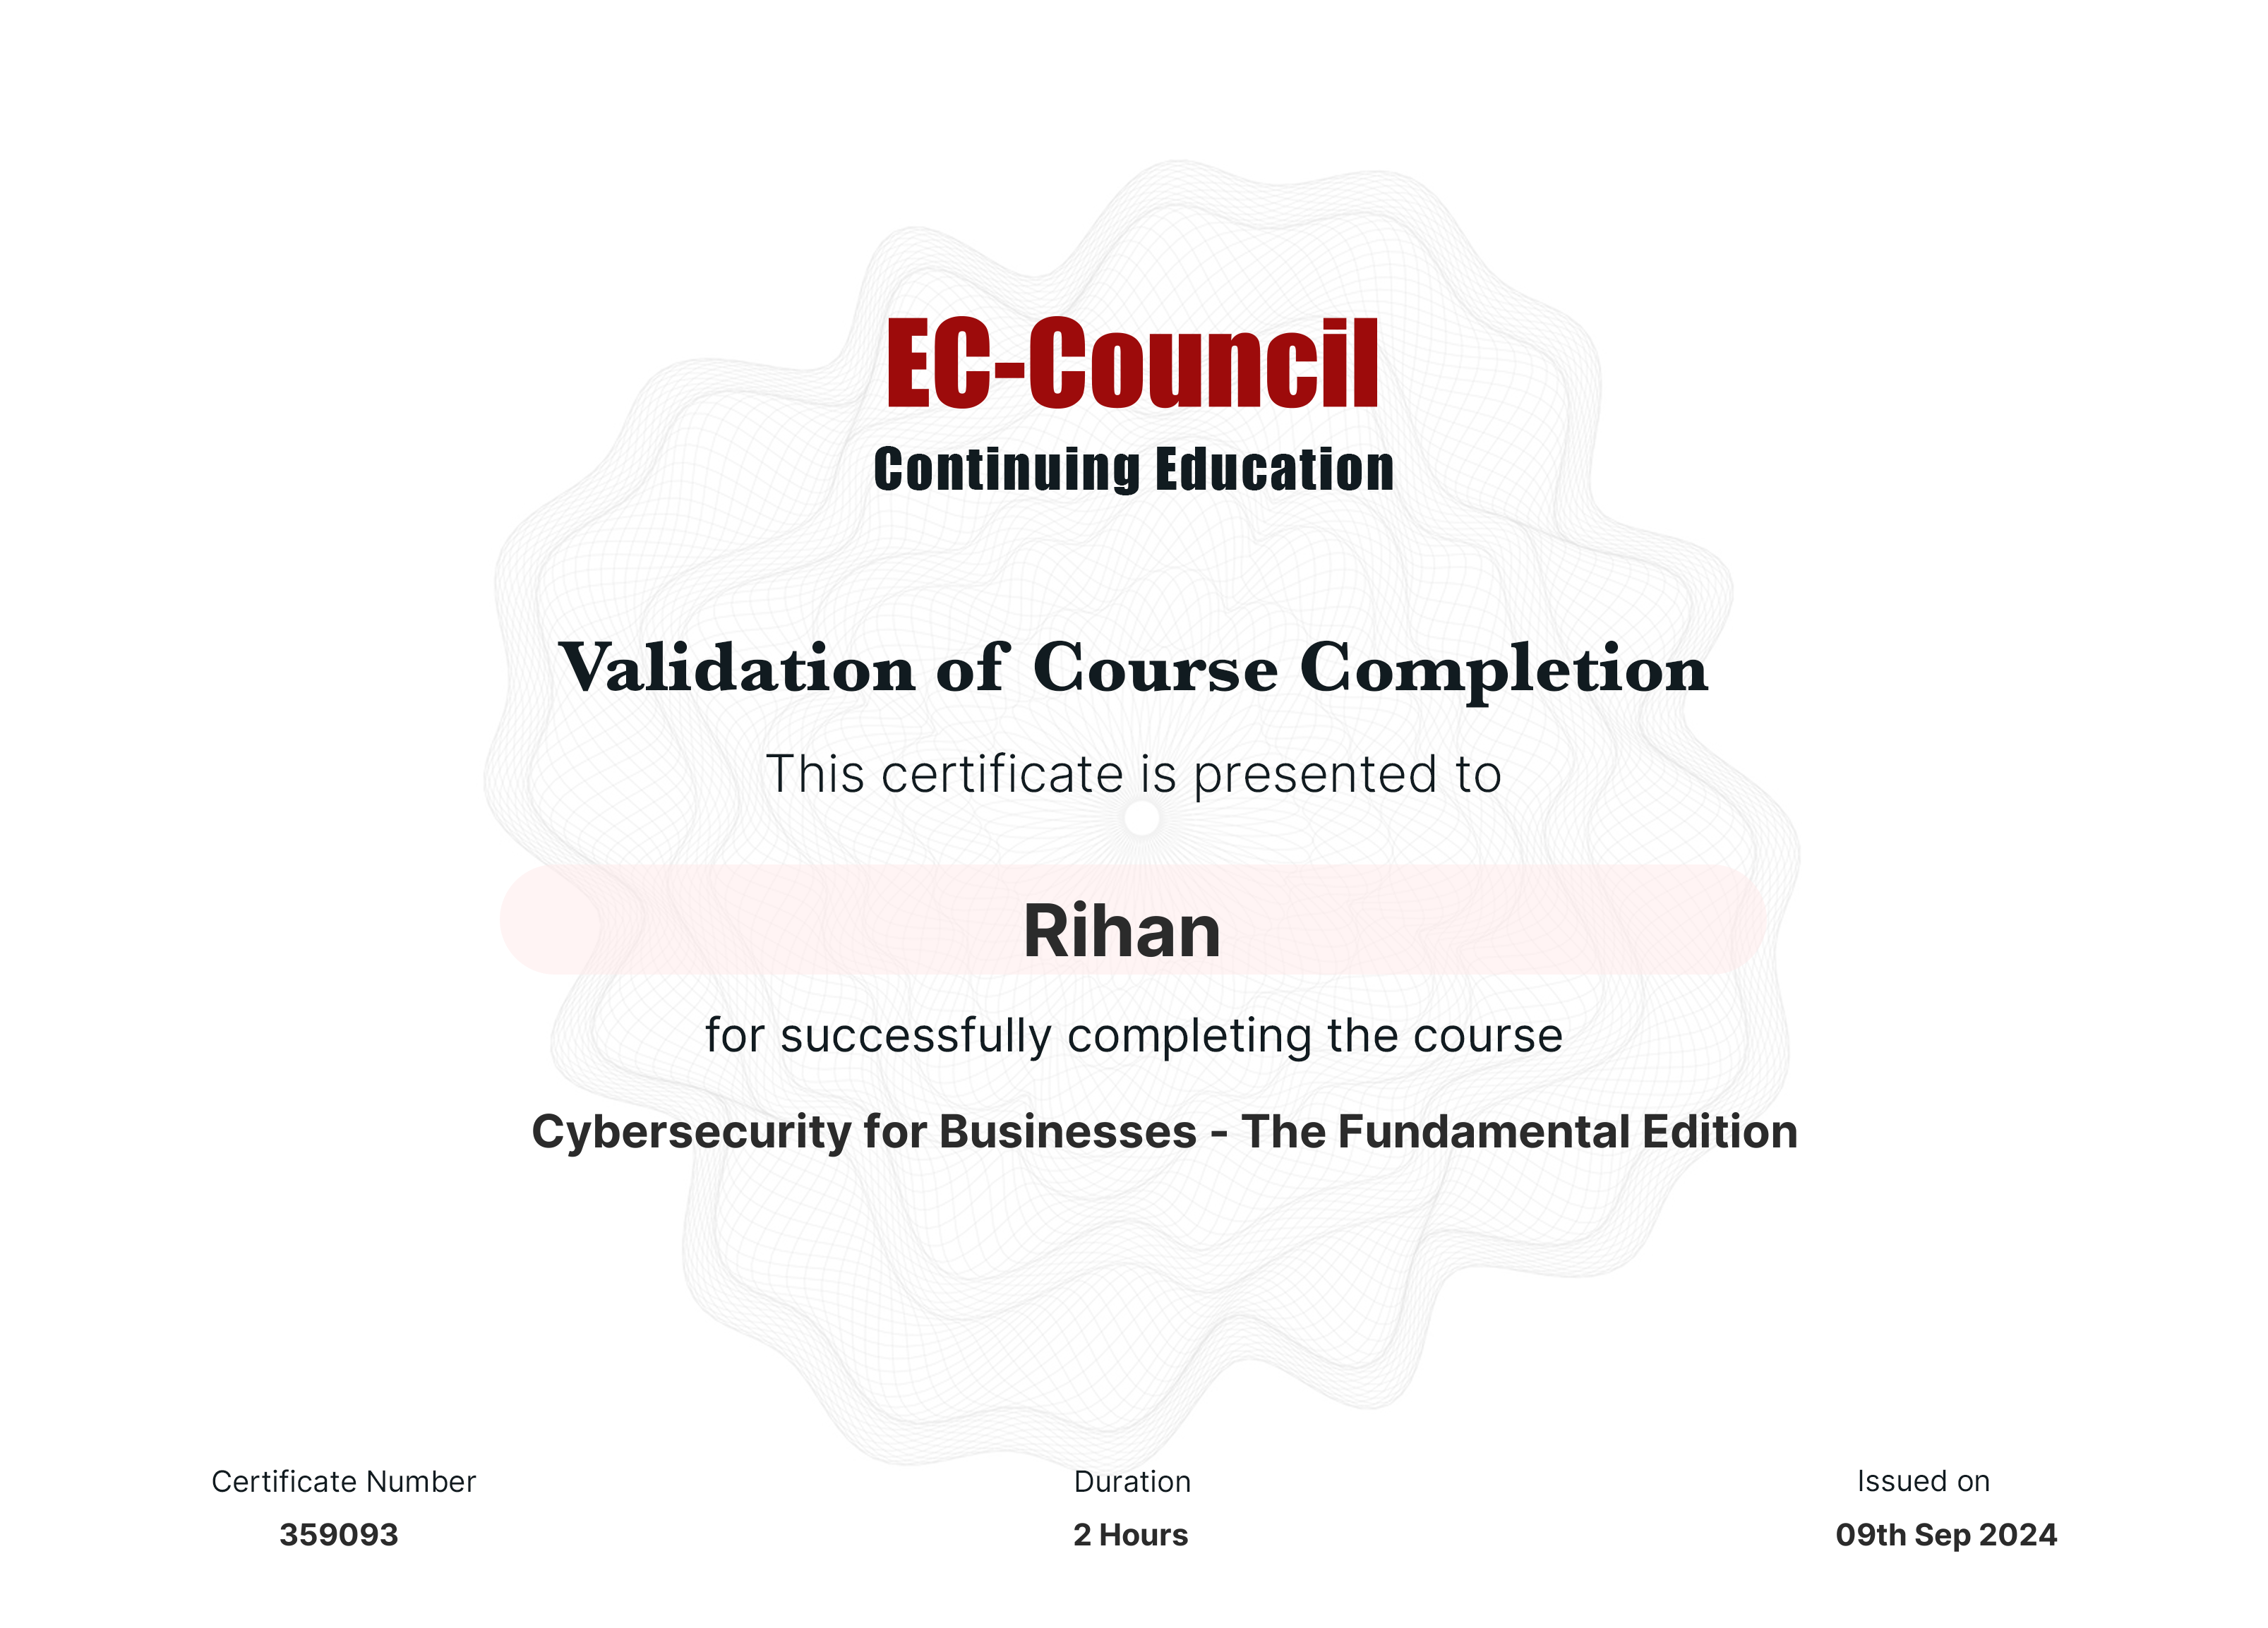 EC-Council
Continuing Education
Validation of Course Completion
This certificate is presented to
Rihan
for successfully completing the course
Cybersecurity for Businesses - The Fundamental Edition
Certificate Number
359093
Duration
2 Hours
Issued on
09th Sep 2024